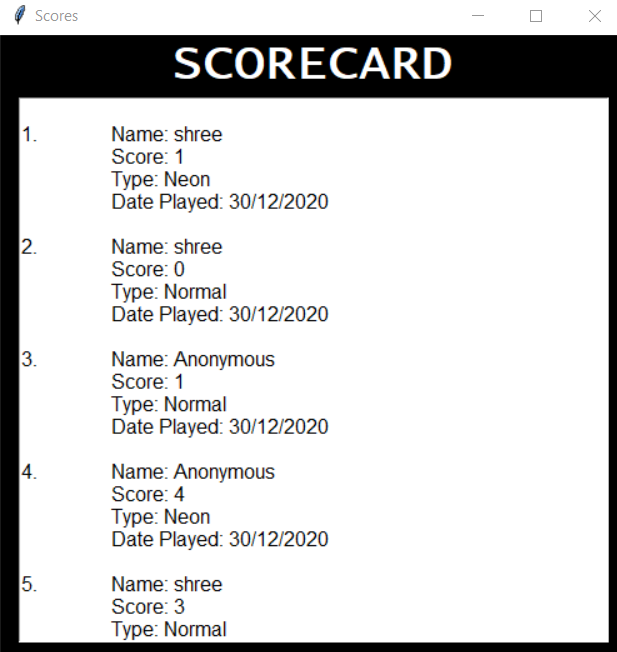 Scores
SCORECARD
1. Name: shree
Score: 1
Type: Neon
Date Played: 30/12/2020
2. Name: shree
Score: 0
Type: Normal
Date Played: 30/12/2020
3. Name: Anonymous
Score: 1
Type: Normal
Date Played: 30/12/2020
4. Name: Anonymous
Score: 4
Type: Neon
Date Played: 30/12/2020
5. Name: shree
Score: 3
Type: Normal